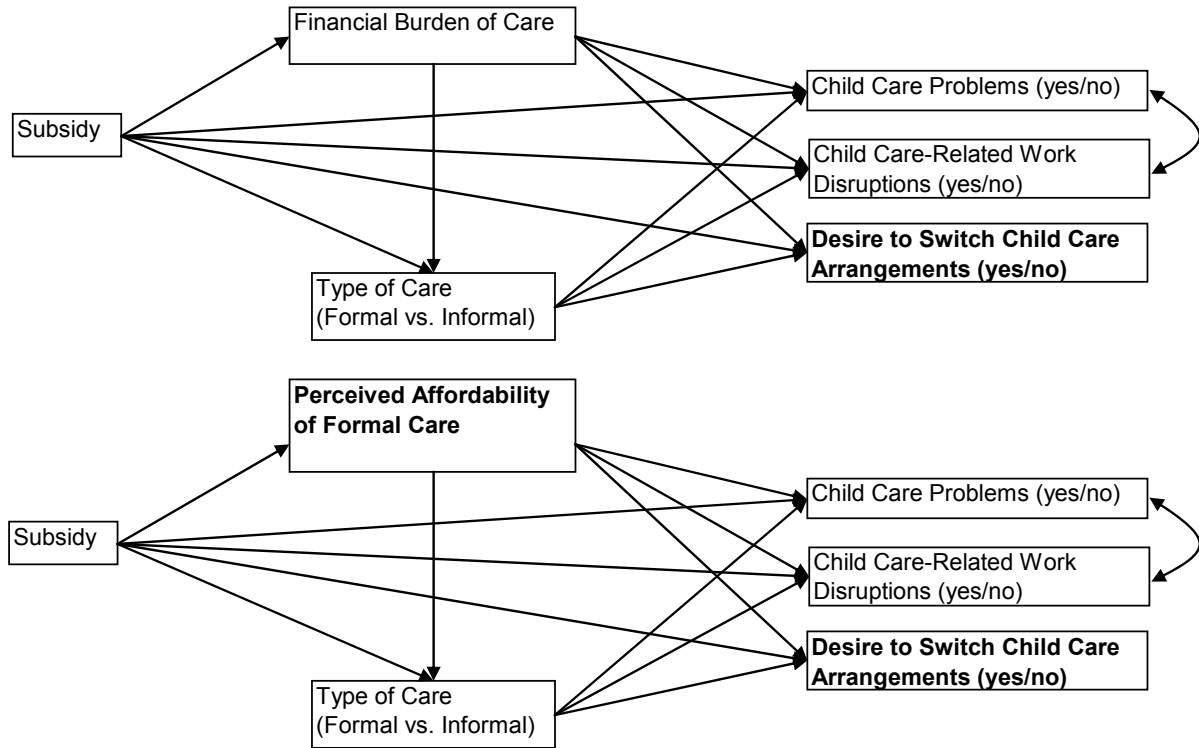 Financial Burden of Care
Child Care Problems (yes/no)
Subsidy
Child Care-Related Work
Disruptions (yes/no)
Desire to Switch Child Care
Arrangements (yes/no)
Type of Care
(Formal vs. Informal)
Perceived Affordability
of Formal Care
Child Care Problems (yes/no)
Subsidy
Child Care-Related Work
Disruptions (yes/no)
Desire to Switch Child Care
Arrangements (yes/no)
Type of Care
(Formal vs. Informal)